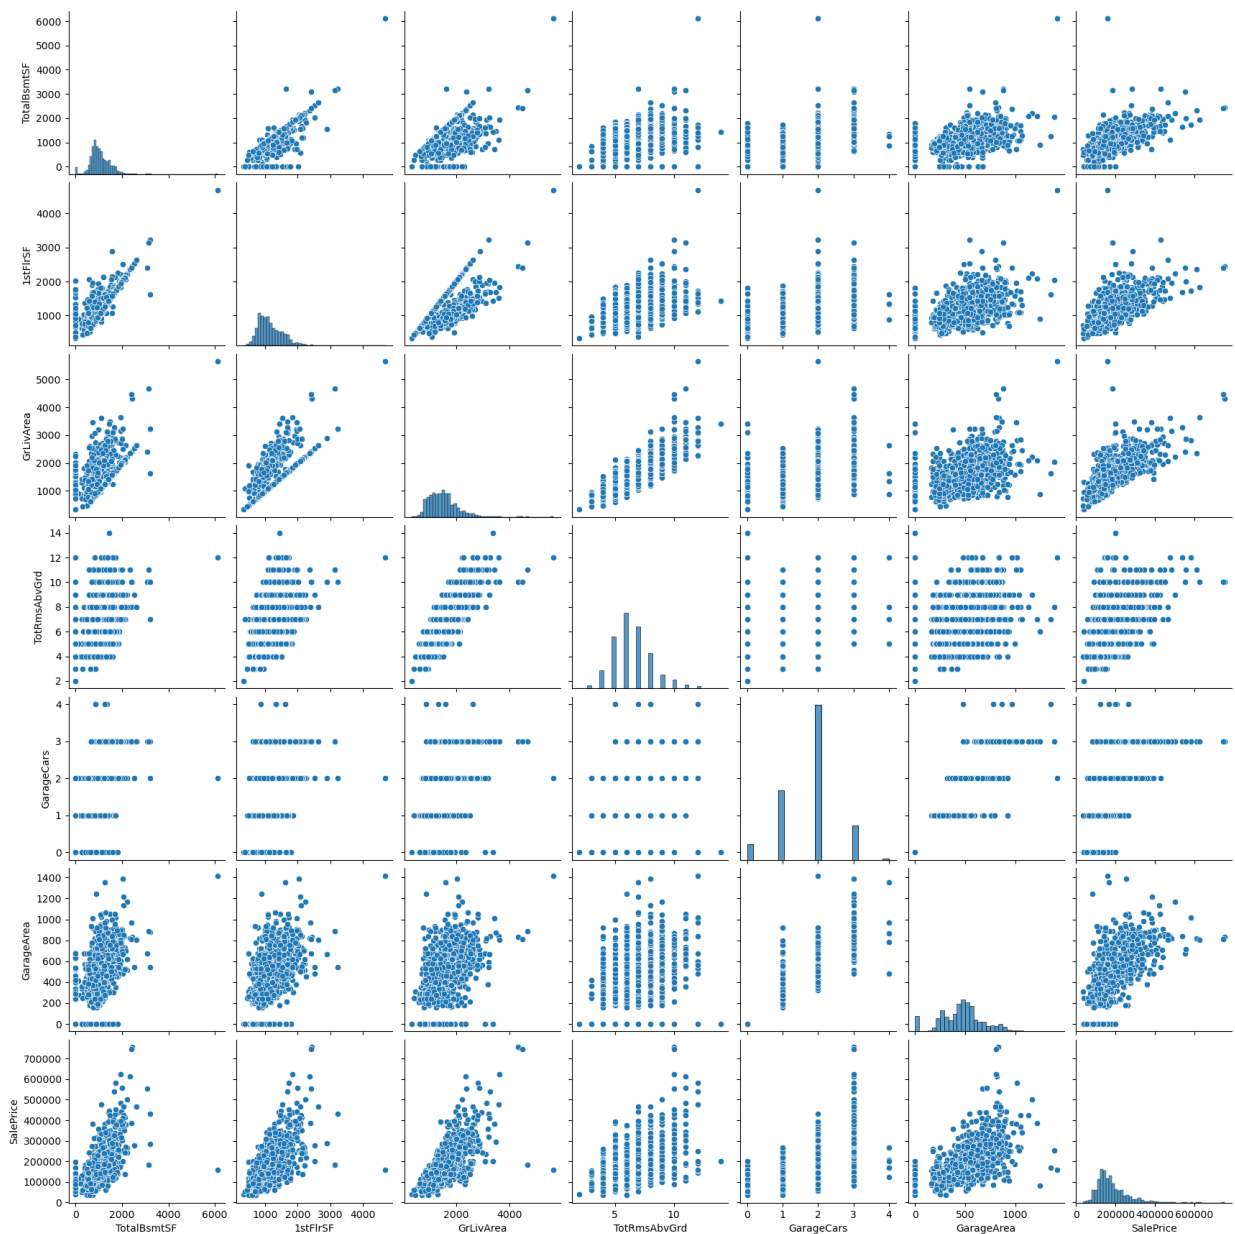 6000
5000
4000
3000
2000
1000
0
TotalBsmtSF
4000
3000
2000
1000
1stFlrSF
5000
4000
3000
2000
1000
GrLivArea
14
12
10
8
6
4
2
TotRmsAbvGrd
4
3
2
1
0
GarageCars
1400
1200
1000
800
600
400
200
0
GarageArea
700000
600000
500000
400000
300000
200000
100000
0
SalePrice
0 2000 4000 6000
TotalBsmtSF
1000 2000 3000 4000
1stFlrSF
2000 4000
GrLivArea
5 10
TotRmsAbvGrd
0 1 2 3 4
GarageCars
0 500 1000
GarageArea
0 200000 400000 600000
SalePrice